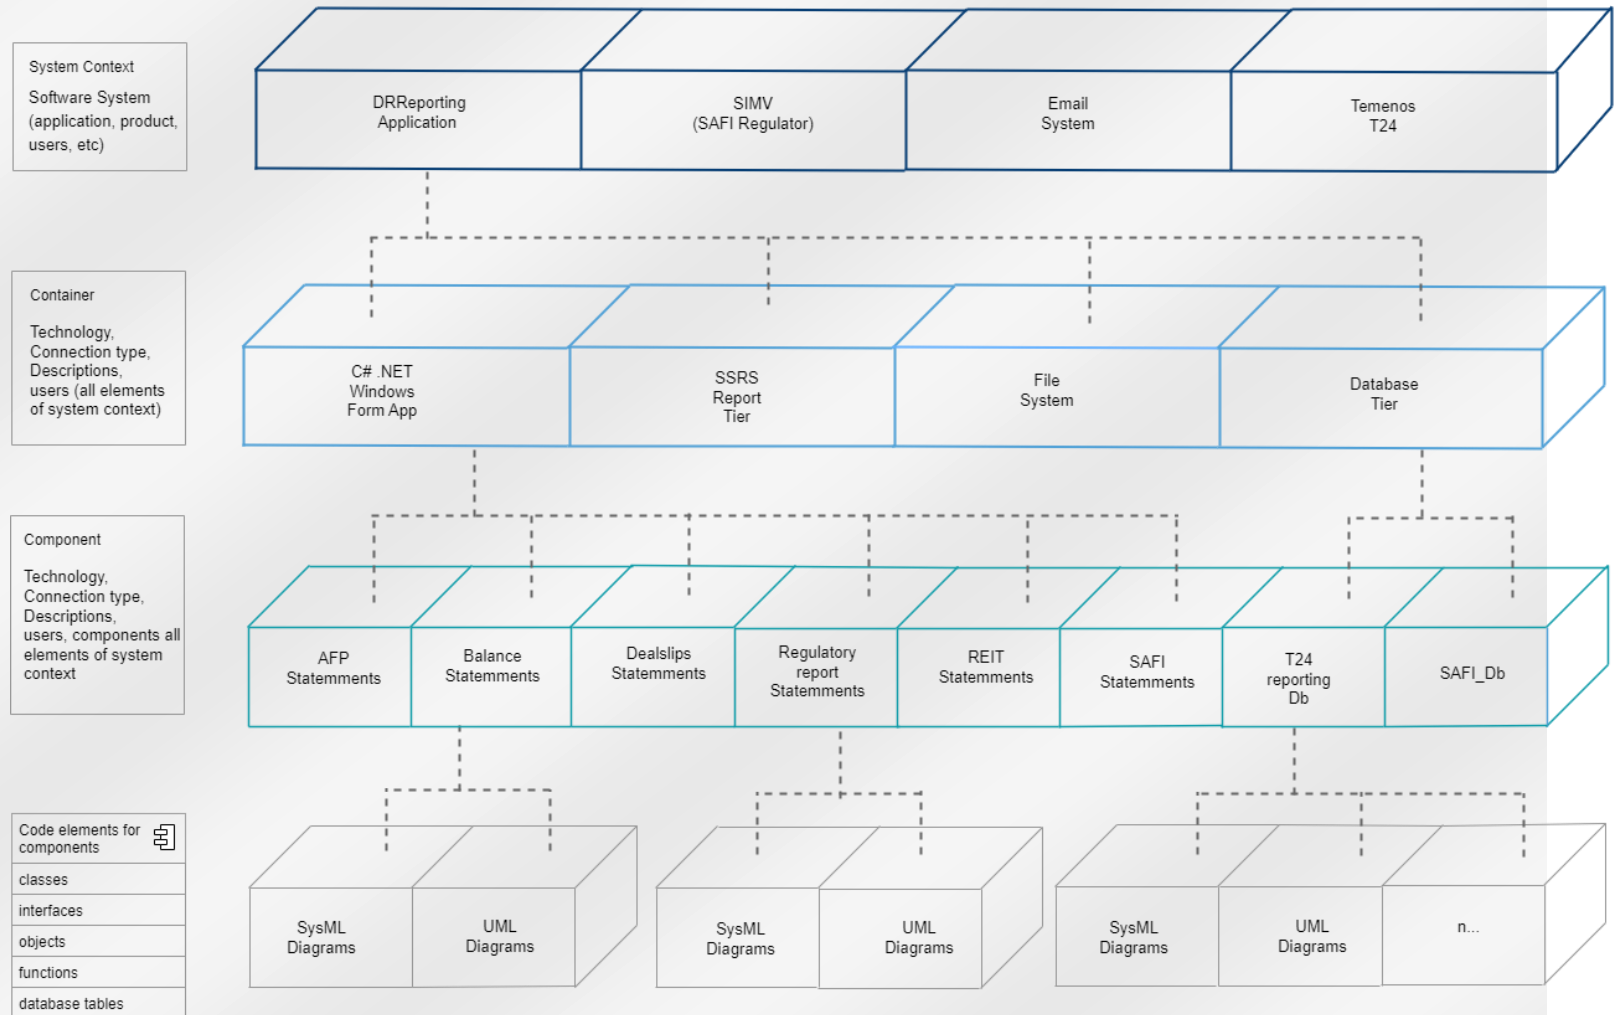 System Context
Software System
(application, product,
users, etc)
DRReporting
Application
SIMV
(SAFI Regulator)
Email
System
Temenos
T24
Container
Technology,
Connection type,
Descriptions,
users (all elements
of system context)
C# .NET
Windows
Form App
SSRS
Report
Tier
File
System
Database
Tier
Component
Technology,
Connection type,
Descriptions,
users, components all
elements of system
context
AFP
Statemments
Balance
Statemments
Dealslips
Statemments
Regulatory
report
Statemments
REIT
Statemments
SAFI
Statemments
T24
reporting
Db
SAFI_Db
Code elements for
components
classes
interfaces
objects
functions
database tables
SysML
Diagrams
UML
Diagrams
SysML
Diagrams
UML
Diagrams
SysML
Diagrams
UML
Diagrams
n...